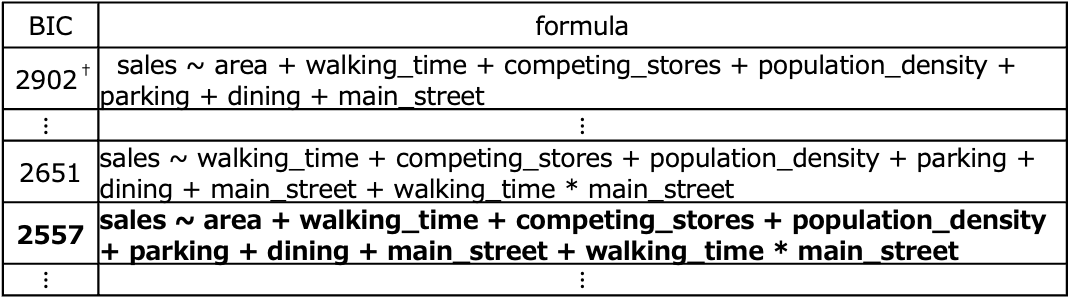 BIC formula
2902† sales ~ area + walking_time + competing_stores + population_density +
parking + dining + main_street
⋮ ⋮
2651 sales ~ walking_time + competing_stores + population_density + parking +
dining + main_street + walking_time * main_street
2557 sales ~ area + walking_time + competing_stores + population_density
+ parking + dining + main_street + walking_time * main_street
⋮ ⋮